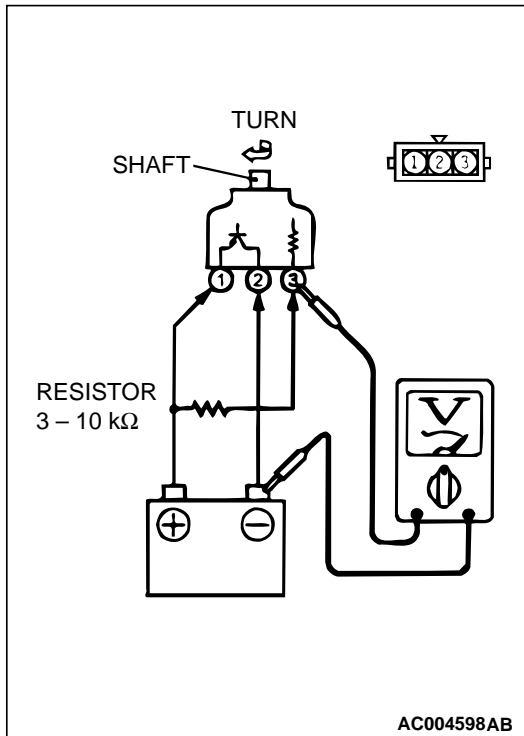 TURN
SHAFT
1 2 3
1 2 3
RESISTOR
3 – 10 kΩ
V
+ −
AC004598AB